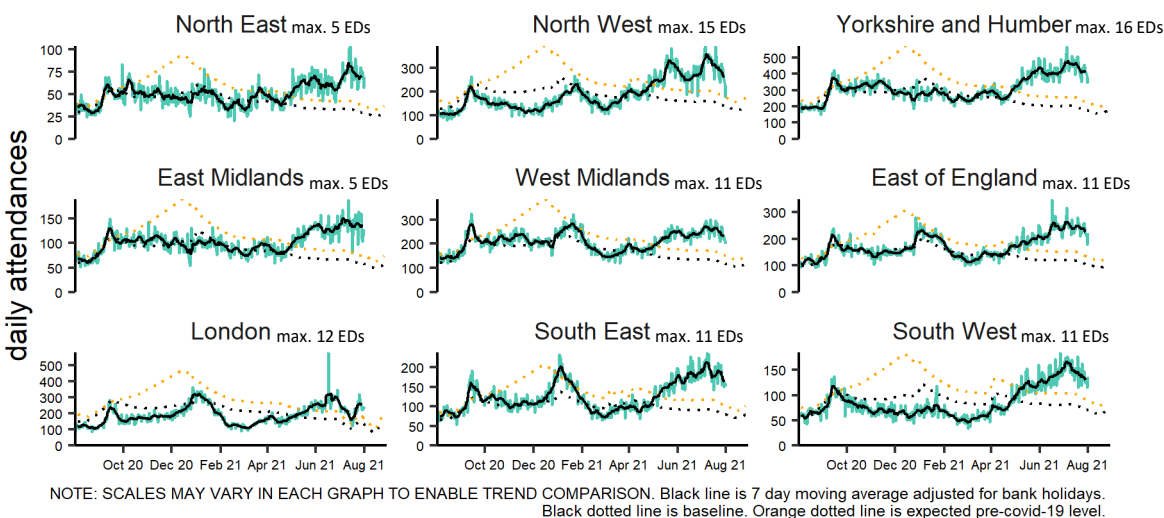 North East max. 5 EDs
North West max. 15 EDs
Yorkshire and Humber max. 16 EDs
100
75
50
25
0
300
200
100
0
500
400
300
200
100
0
East Midlands max. 5 EDs
West Midlands max. 11 EDs
East of England max. 11 EDs
150
100
50
0
300
200
100
0
300
200
100
0
daily attendances
London max. 12 EDs
South East max. 11 EDs
South West max. 11 EDs
500
400
300
200
100
0
200
150
100
50
0
150
100
50
0
Oct 20 Dec 20 Feb 21 Apr 21 Jun 21 Aug 21
Oct 20 Dec 20 Feb 21 Apr 21 Jun 21 Aug 21
Oct 20 Dec 20 Feb 21 Apr 21 Jun 21 Aug 21
NOTE: SCALES MAY VARY IN EACH GRAPH TO ENABLE TREND COMPARISON. Black line is 7 day moving average adjusted for bank holidays.
Black dotted line is baseline. Orange dotted line is expected pre-covid-19 level.